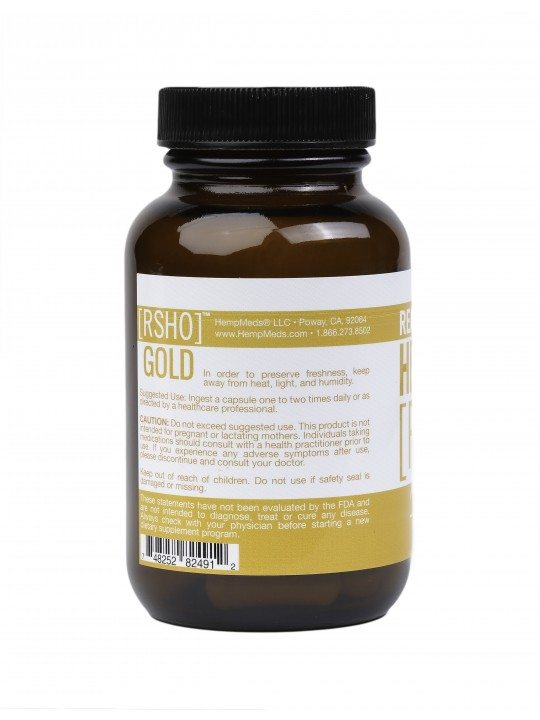 [RSHO]™
HempMeds® LLC • Poway, CA, 92064
www.HempMeds.com • 1.866.273.8502
GOLD
In order to preserve freshness, keep
away from heat, light, and humidity.
Suggested Use: Ingest a capsule one to two times daily or as
directed by a healthcare professional.
CAUTION: Do not exceed suggested use. This product is not
intended for pregnant or lactating mothers. Individuals taking
medications should consult with a health practitioner prior to
use. If you experience any adverse symptoms after use,
please discontinue and consult your doctor.
Keep out of reach of children. Do not use if safety seal is
damaged or missing.
These statements have not been evaluated by the FDA and
are not intended to diagnose, treat or cure any disease.
Always check with your physician before starting a new
dietary supplement program.
7 48252 82491 2
RE
H
[